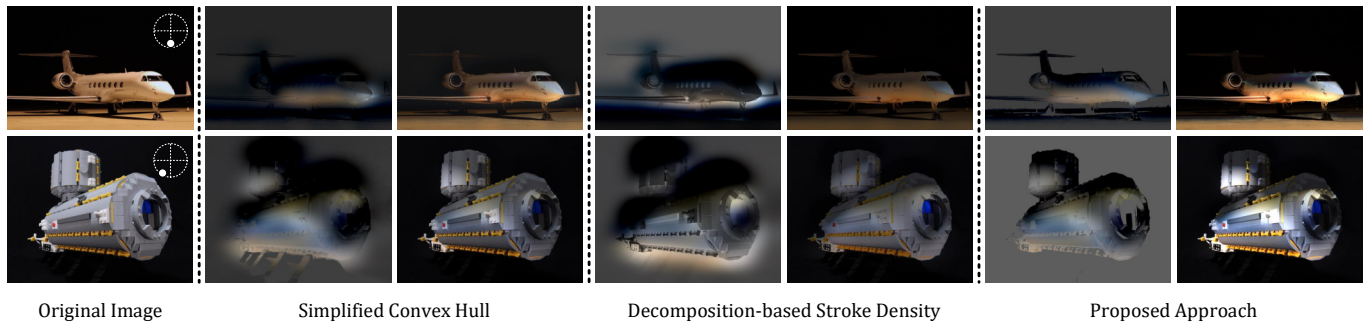 Original Image
Simplified Convex Hull
Decomposition-based Stroke Density
Proposed Approach